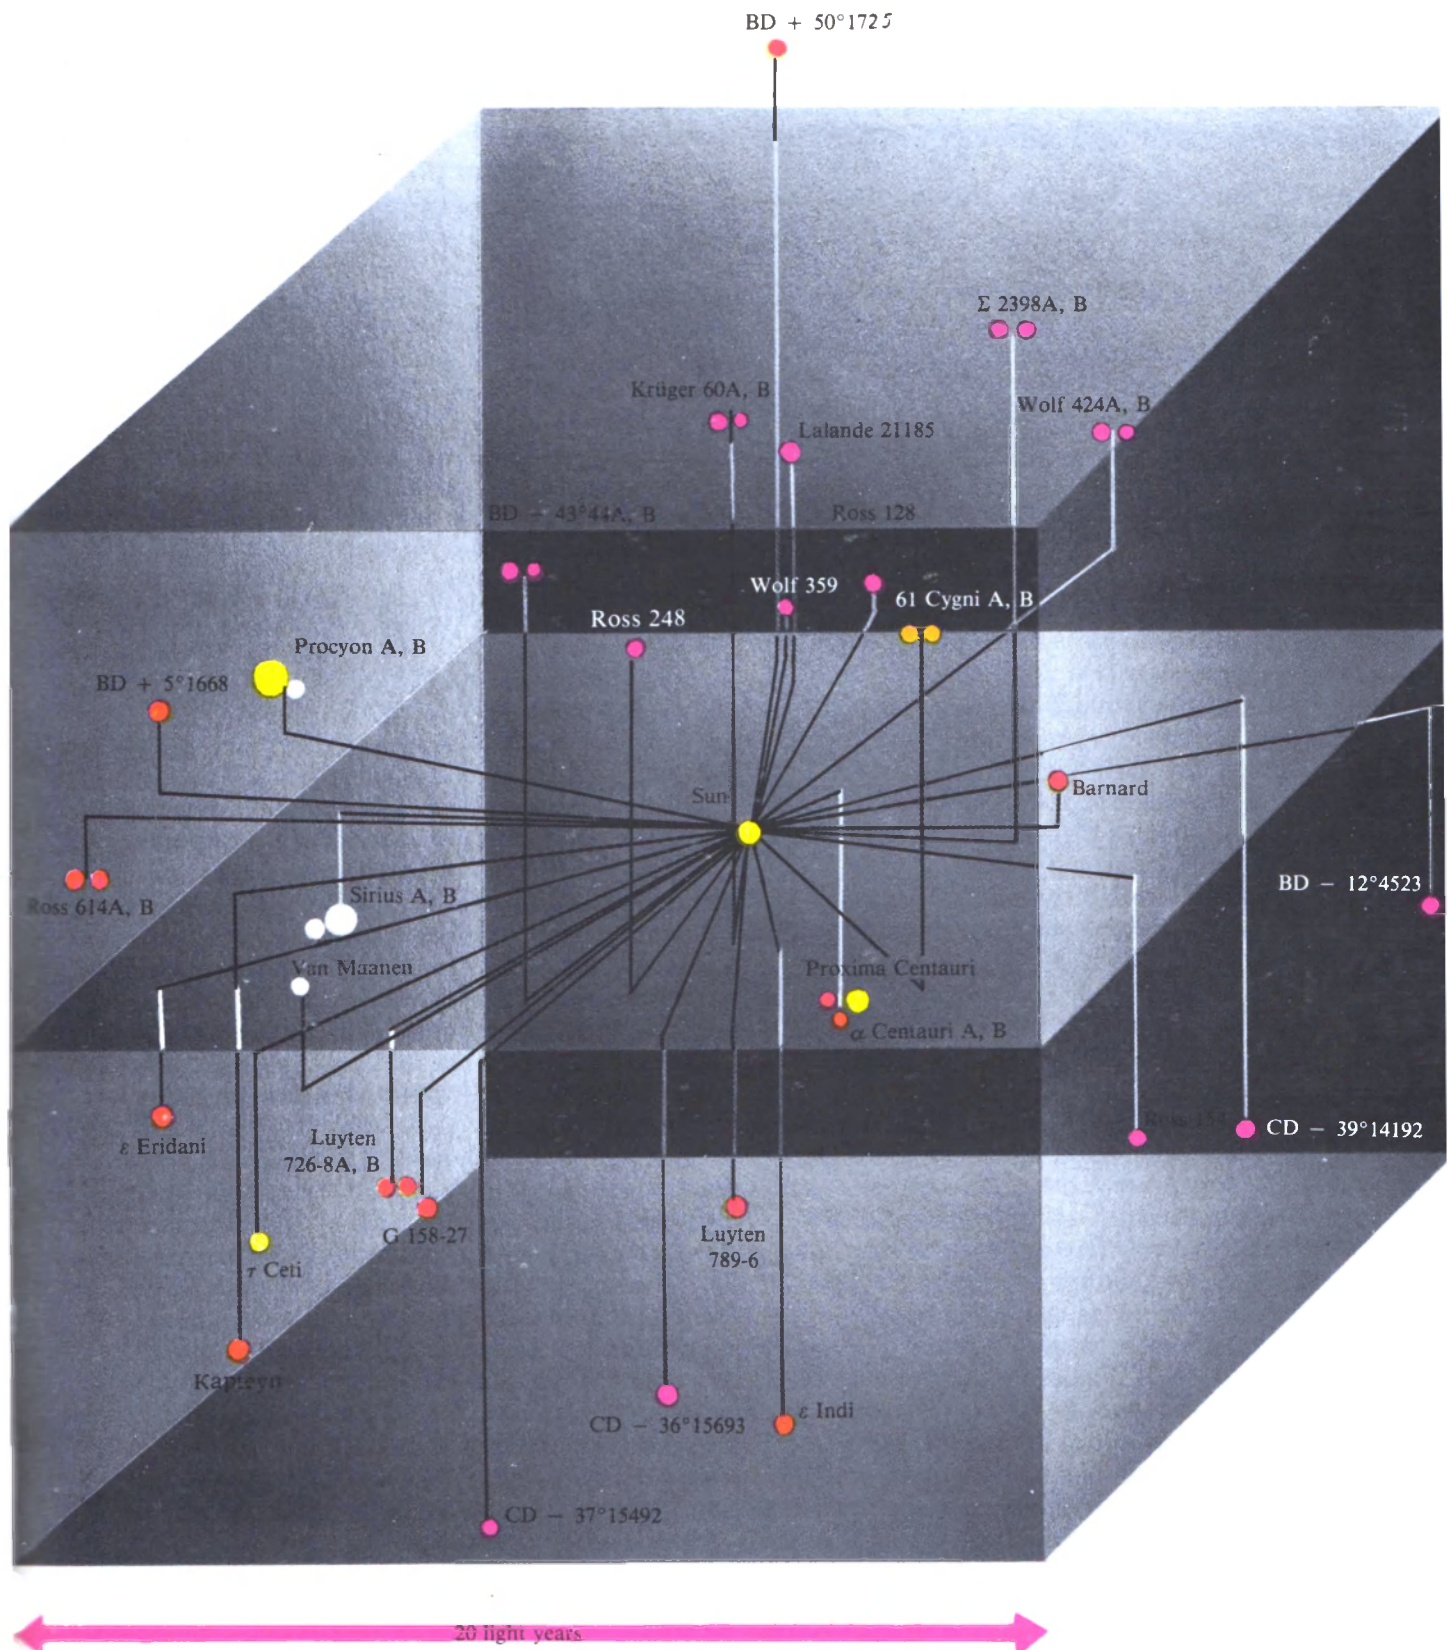 BD + 50°1725
Σ 2398A, B
Krüger 60A, B
Wolf 424A, B
Lalande 21185
BD – 43°44A, B
Ross 128
Wolf 359
61 Cygni A, B
Ross 248
Procyon A, B
BD + 5°1668
Sun
Barnard
BD – 12°4523
Sirius A, B
Ross 614A, B
Van Maanen
Proxima Centauri
α Centauri A, B
Ross
CD – 39°14192
ε Eridani
Luyten
726-8A, B
G 158-27
Luyten
789-6
τ Ceti
Kapteyn
CD – 36°15693
ε Indi
CD – 37°15492
20 light years